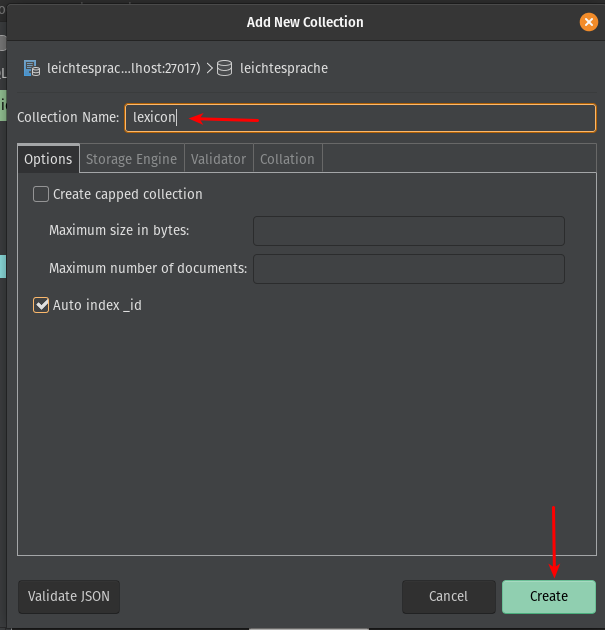 Add New Collection
leichtesprac...lhost:27017) > leichtesprache
Collection Name: lexicon
Options Storage Engine Validator Collation
Create capped collection
Maximum size in bytes:
Maximum number of documents:
Auto index _id
Validate JSON Cancel Create